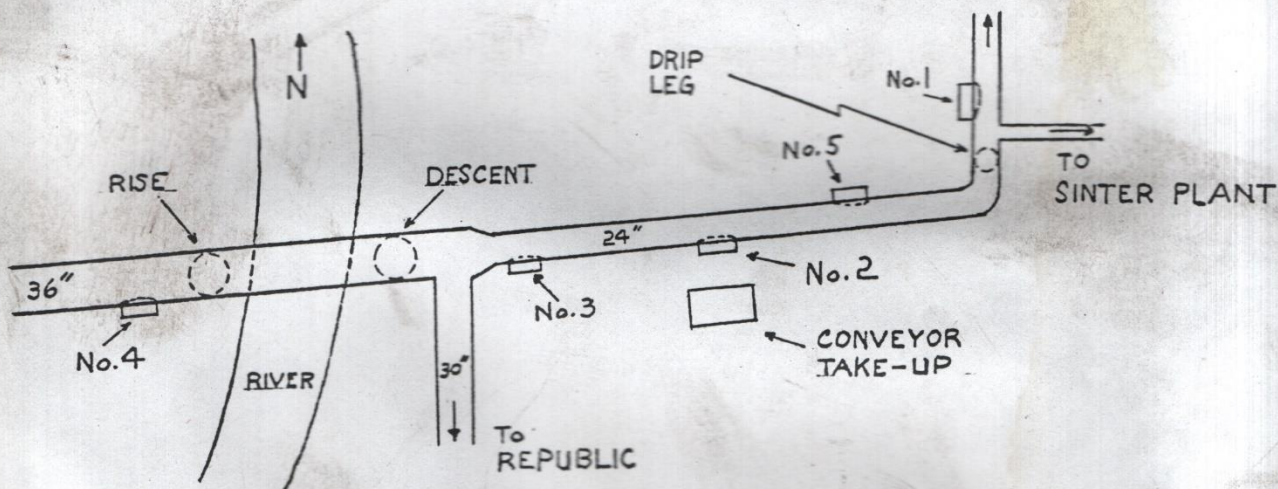 N
DRIP
LEG
No.1
No.5
RISE
DESCENT
TO
SINTER PLANT
24"
36"
No.2
No.3
No.4
CONVEYOR
TAKE-UP
RIVER
30"
To
REPUBLIC